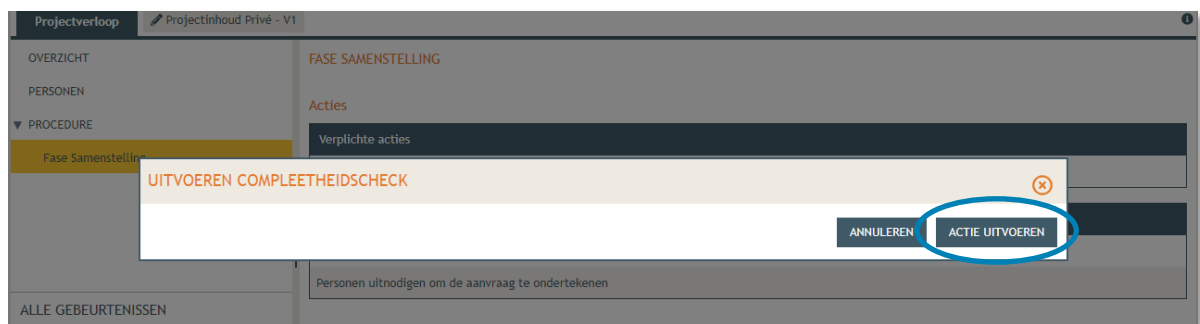 Projectverloop
Projectinhoud Privé - V1
OVERZICHT
PERSONEN
PROCEDURE
Fase Samenstelling
ALLE GEBEURTENISSEN
FASE SAMENSTELLING
Acties
Verplichte acties
UITVOEREN COMPLEETHEIDSCHECK
ANNULEREN
ACTIE UITVOEREN
Personen uitnodigen om de aanvraag te ondertekenen